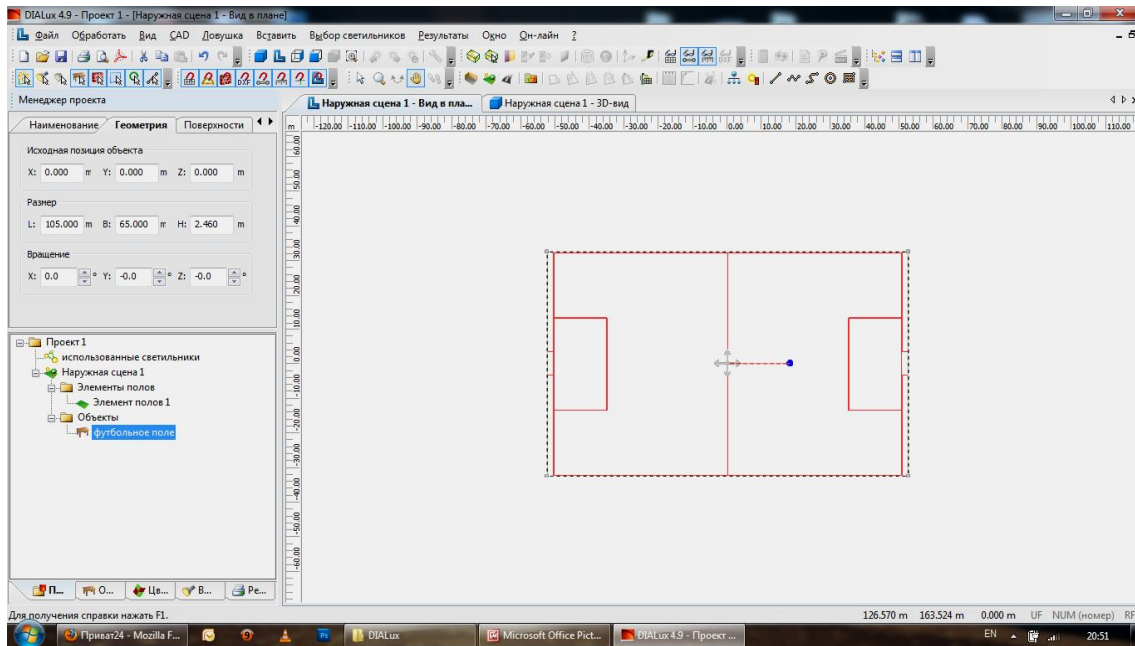 DIALux 4.9 - Проект 1 - [Наружная сцена 1 - Вид в плане]
Файл Обработать Вид CAD Ловушка Вставить Выбор светильников Результаты Окно Он-лайн ?
Менеджер проекта
Наружная сцена 1 - Вид в пла... Наружная сцена 1 - 3D-вид
Наименование Геометрия Поверхности
m -120.00 -110.00 -100.00 -90.00 -80.00 -70.00 -60.00 -50.00 -40.00 -30.00 -20.00 -10.00 0.00 10.00 20.00 30.00 40.00 50.00 60.00 70.00 80.00 90.00 100.00 110.00
60.00
50.00
40.00
30.00
20.00
10.00
0.00
-10.00
-20.00
-30.00
-40.00
-50.00
-60.00
Исходная позиция объекта
X: 0.000 m Y: 0.000 m Z: 0.000 m
Размер
L: 105.000 m B: 65.000 m H: 2.460 m
Вращение
X: 0.0 ° Y: -0.0 ° Z: -0.0 °
Проект 1
использованные светильники
Наружная сцена 1
Элементы полов
Элемент полов 1
Объекты
футбольное поле
П... О... Цв... В... Ре...
Для получения справки нажать F1.
126.570 m 163.524 m 0.000 m UF NUM (номер) RF
Приват24 - Mozilla F... Ps DIALux Microsoft Office Pict... DIALux 4.9 - Проект ... EN 20:51